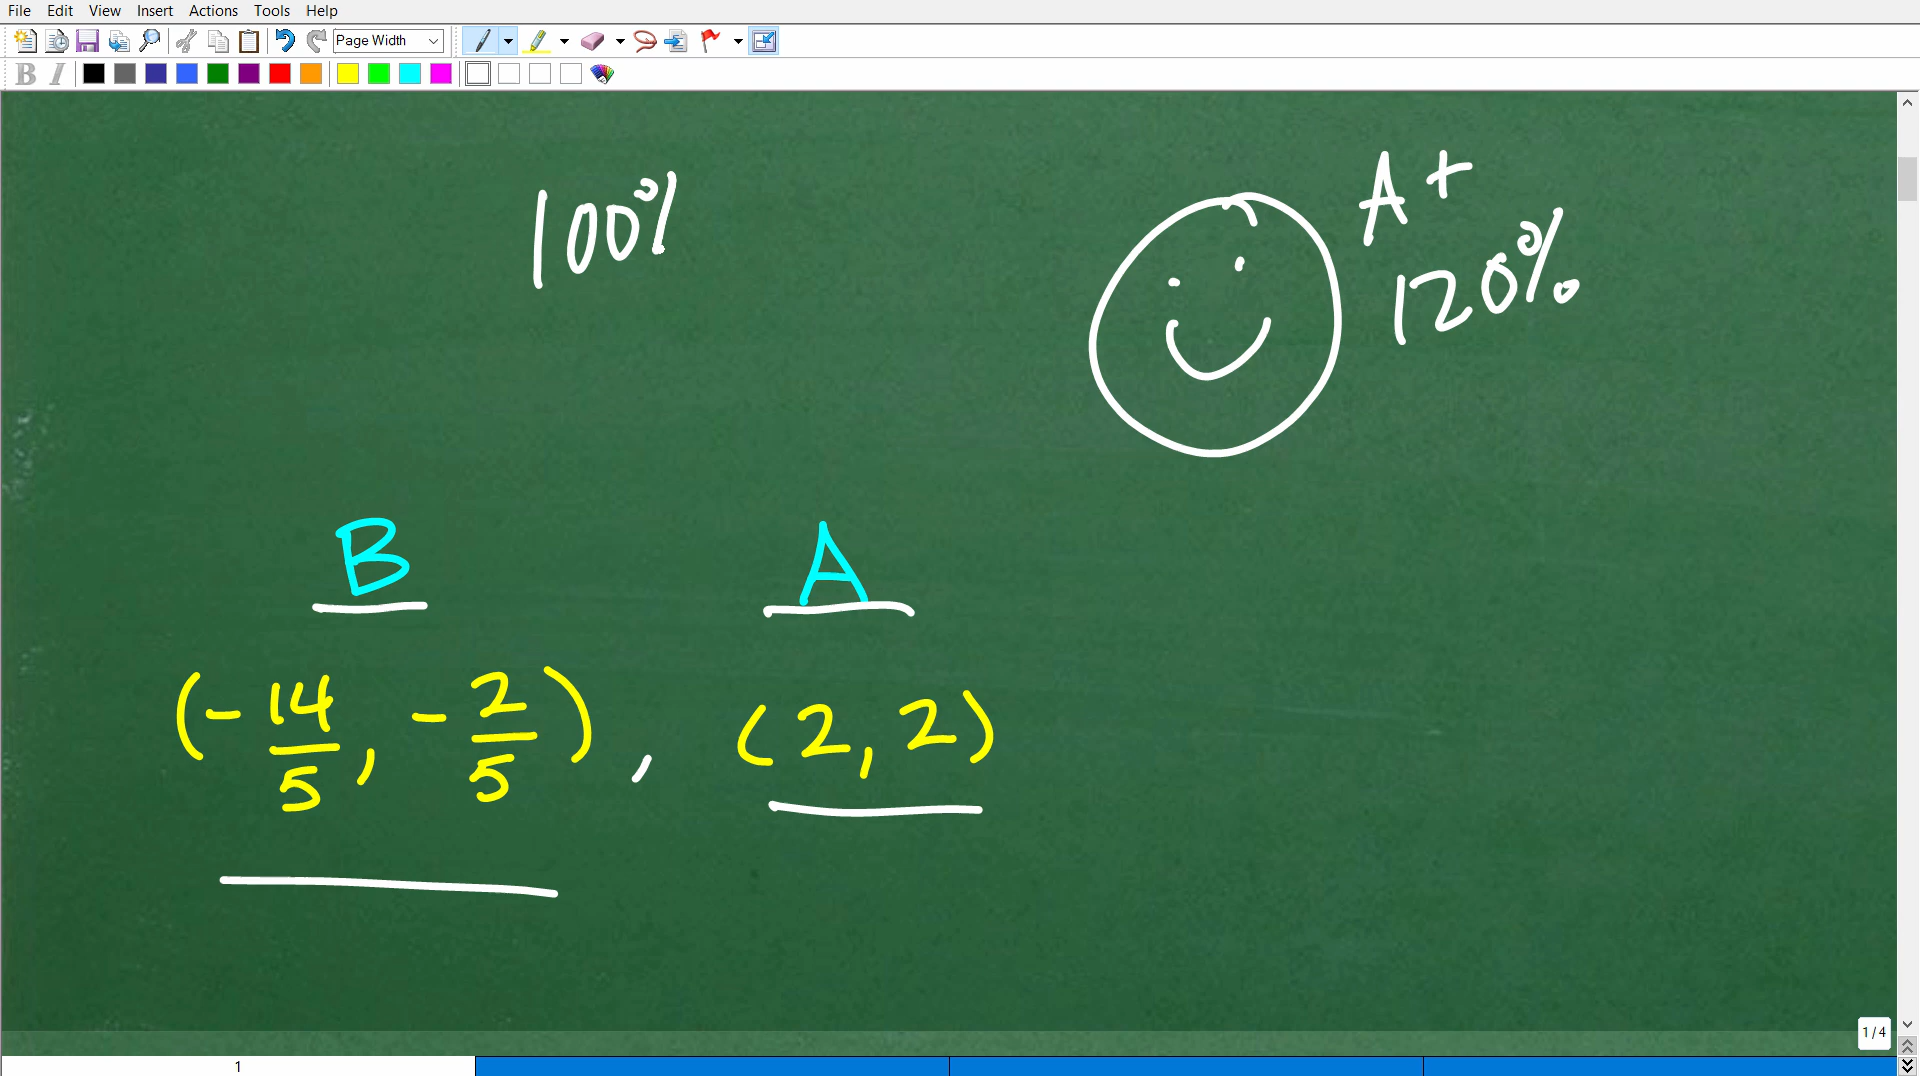 File Edit View Insert Actions Tools Help
Page Width
B I
100%
A+
120%
B A
(-14/5, -2/5), (2,2)
1 / 4
1